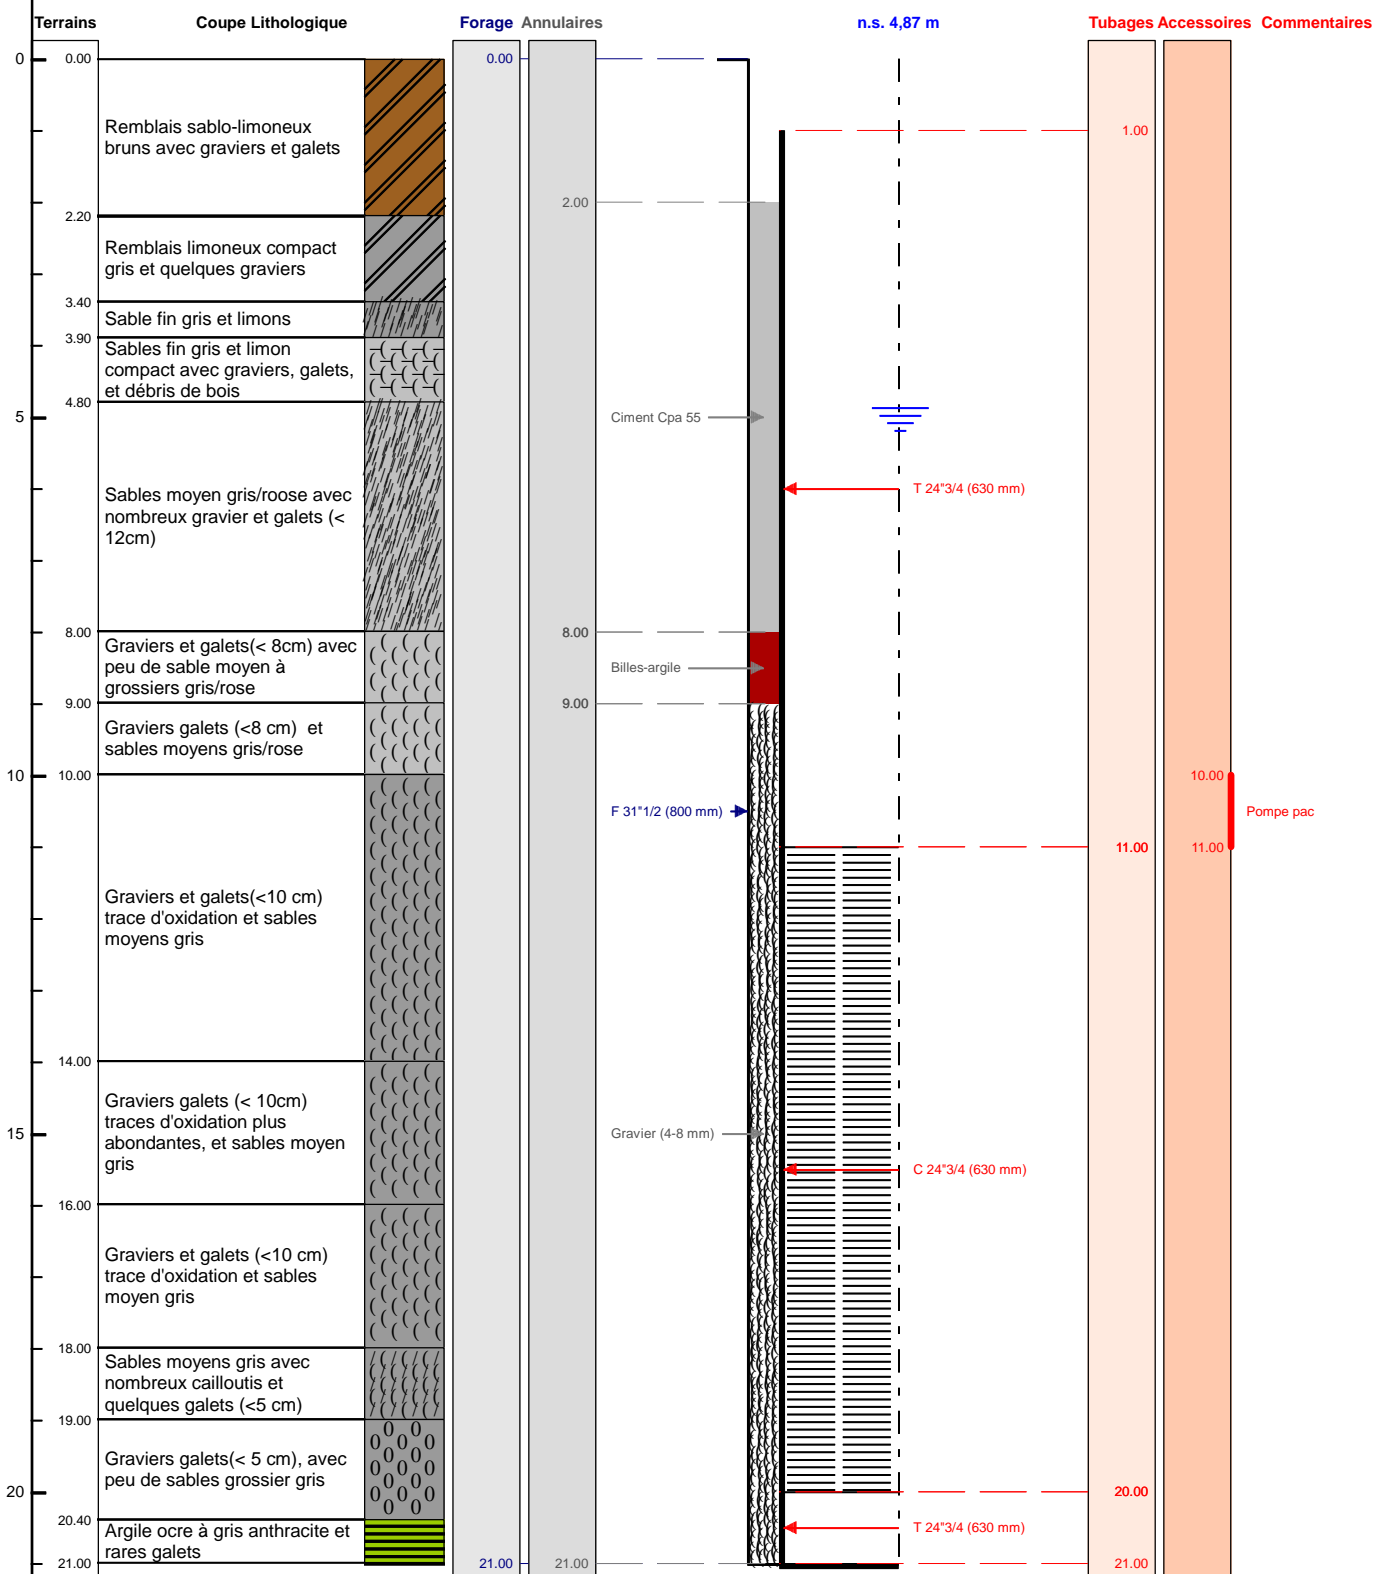 Terrains Coupe Lithologique Forage Annulaires n.s. 4,87 m Tubages Accessoires Commentaires
0 0.00 0.00
Remblais sablo-limoneux
bruns avec graviers et galets
1.00
2.20
2.00
Remblais limoneux compact
gris et quelques graviers
3.40
Sable fin gris et limons
3.90
Sables fin gris et limon
compact avec graviers, galets,
et débris de bois
4.80
5
Ciment Cpa 55
T 24"3/4 (630 mm)
Sables moyen gris/roose avec
nombreux gravier et galets (<
12cm)
8.00 8.00
Graviers et galets(< 8cm) avec
peu de sable moyen à
grossiers gris/rose
Billes-argile
9.00 9.00
Graviers galets (<8 cm) et
sables moyens gris/rose
10 10.00 10.00
F 31"1/2 (800 mm)
Pompe pac
11.00 11.00
Graviers et galets(<10 cm)
trace d'oxidation et sables
moyens gris
14.00
Graviers galets (< 10cm)
traces d'oxidation plus
abondantes, et sables moyen
gris
15
Gravier (4-8 mm)
C 24"3/4 (630 mm)
16.00
Graviers et galets (<10 cm)
trace d'oxidation et sables
moyen gris
18.00
Sables moyens gris avec
nombreux cailloutis et
quelques galets (<5 cm)
19.00
Graviers galets(< 5 cm), avec
peu de sables grossier gris
20 20.00
20.40
Argile ocre à gris anthracite et
rares galets
T 24"3/4 (630 mm)
21.00 21.00 21.00 21.00